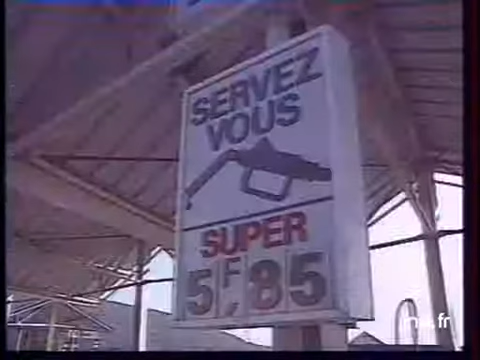 SERVEZ
VOUS
SUPER
5F85
ina.fr